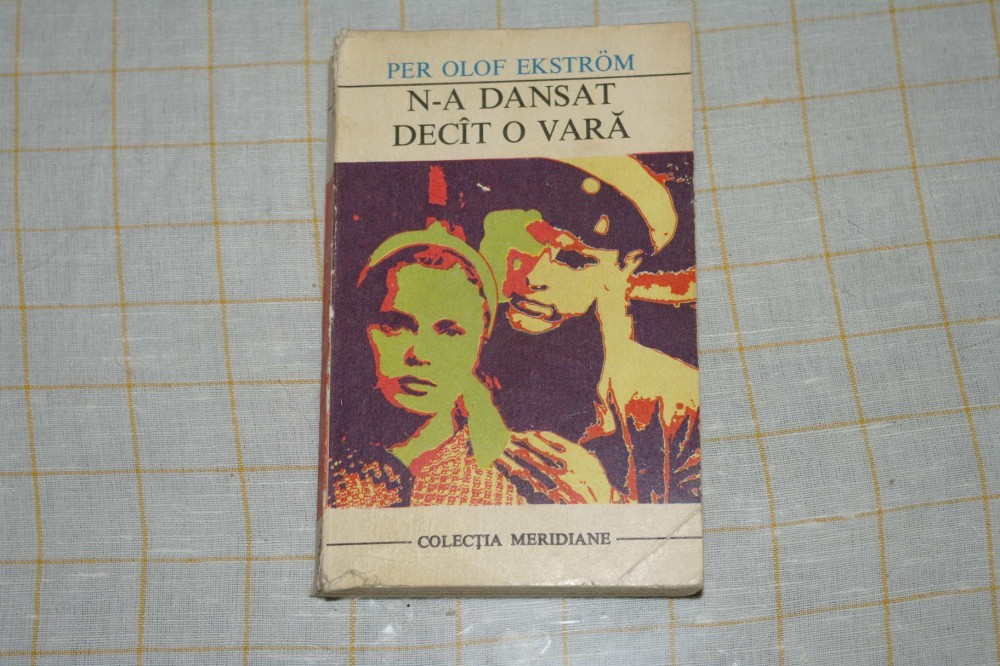 PER OLOF EKSTRÖM
N-A DANSAT
DECÎT O VARĂ
COLECȚIA MERIDIANE